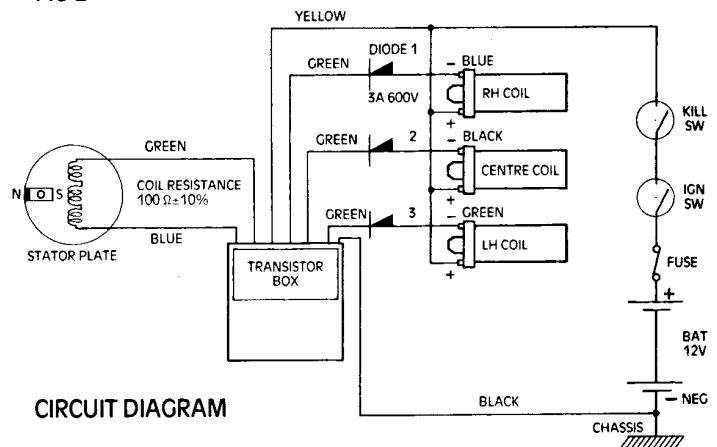 YELLOW
DIODE 1
GREEN
– BLUE
3A 600V
RH COIL
+
KILL
SW
GREEN
2
– BLACK
CENTRE COIL
+
GREEN
N
S
COIL RESISTANCE
100 Ω±10%
BLUE
STATOR PLATE
IGN
SW
GREEN
3
– GREEN
LH COIL
+
FUSE
TRANSISTOR
BOX
+
BAT
12V
– NEG
BLACK
CHASSIS
CIRCUIT DIAGRAM